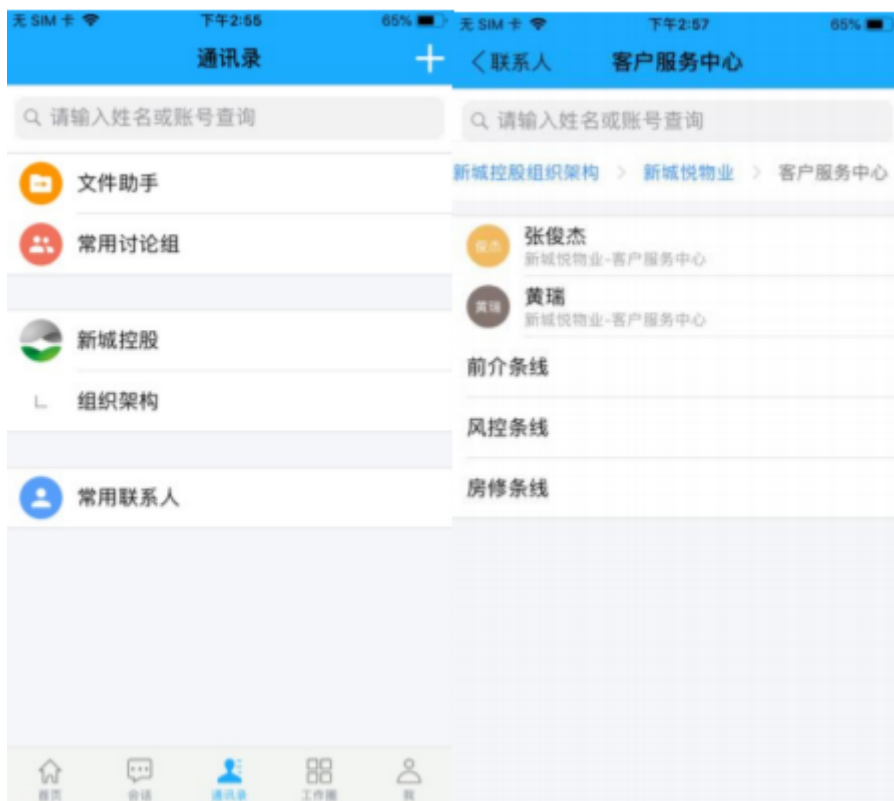 无 SIM 卡 下午2:55 65%
通讯录
请输入姓名或账号查询
文件助手
常用讨论组
新城控股
组织架构
常用联系人
首页 会话 通讯录 工作圈 我
无 SIM 卡 下午2:57 65%
联系人 客户服务中心
请输入姓名或账号查询
新城控股组织架构 > 新城悦物业 > 客户服务中心
俊杰 张俊杰
新城悦物业-客户服务中心
黄瑞 黄瑞
新城悦物业-客户服务中心
前介条线
风控条线
房修条线